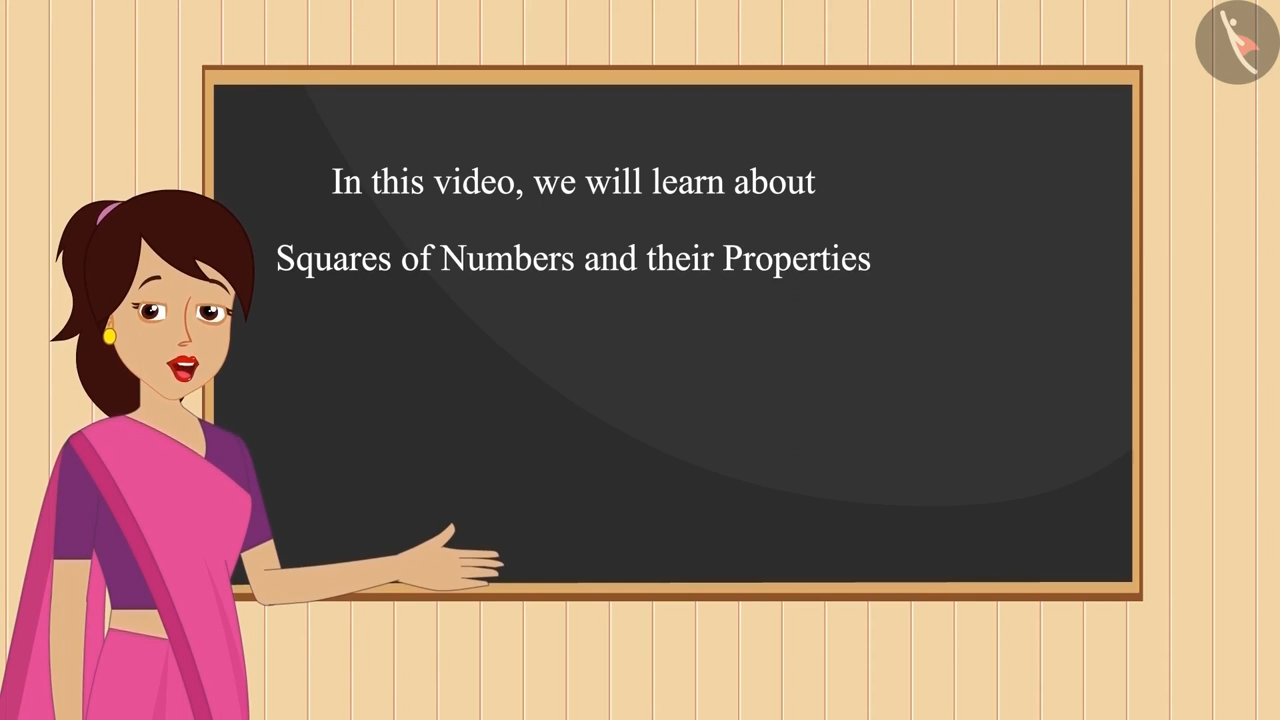 In this video, we will learn about
Squares of Numbers and their Properties